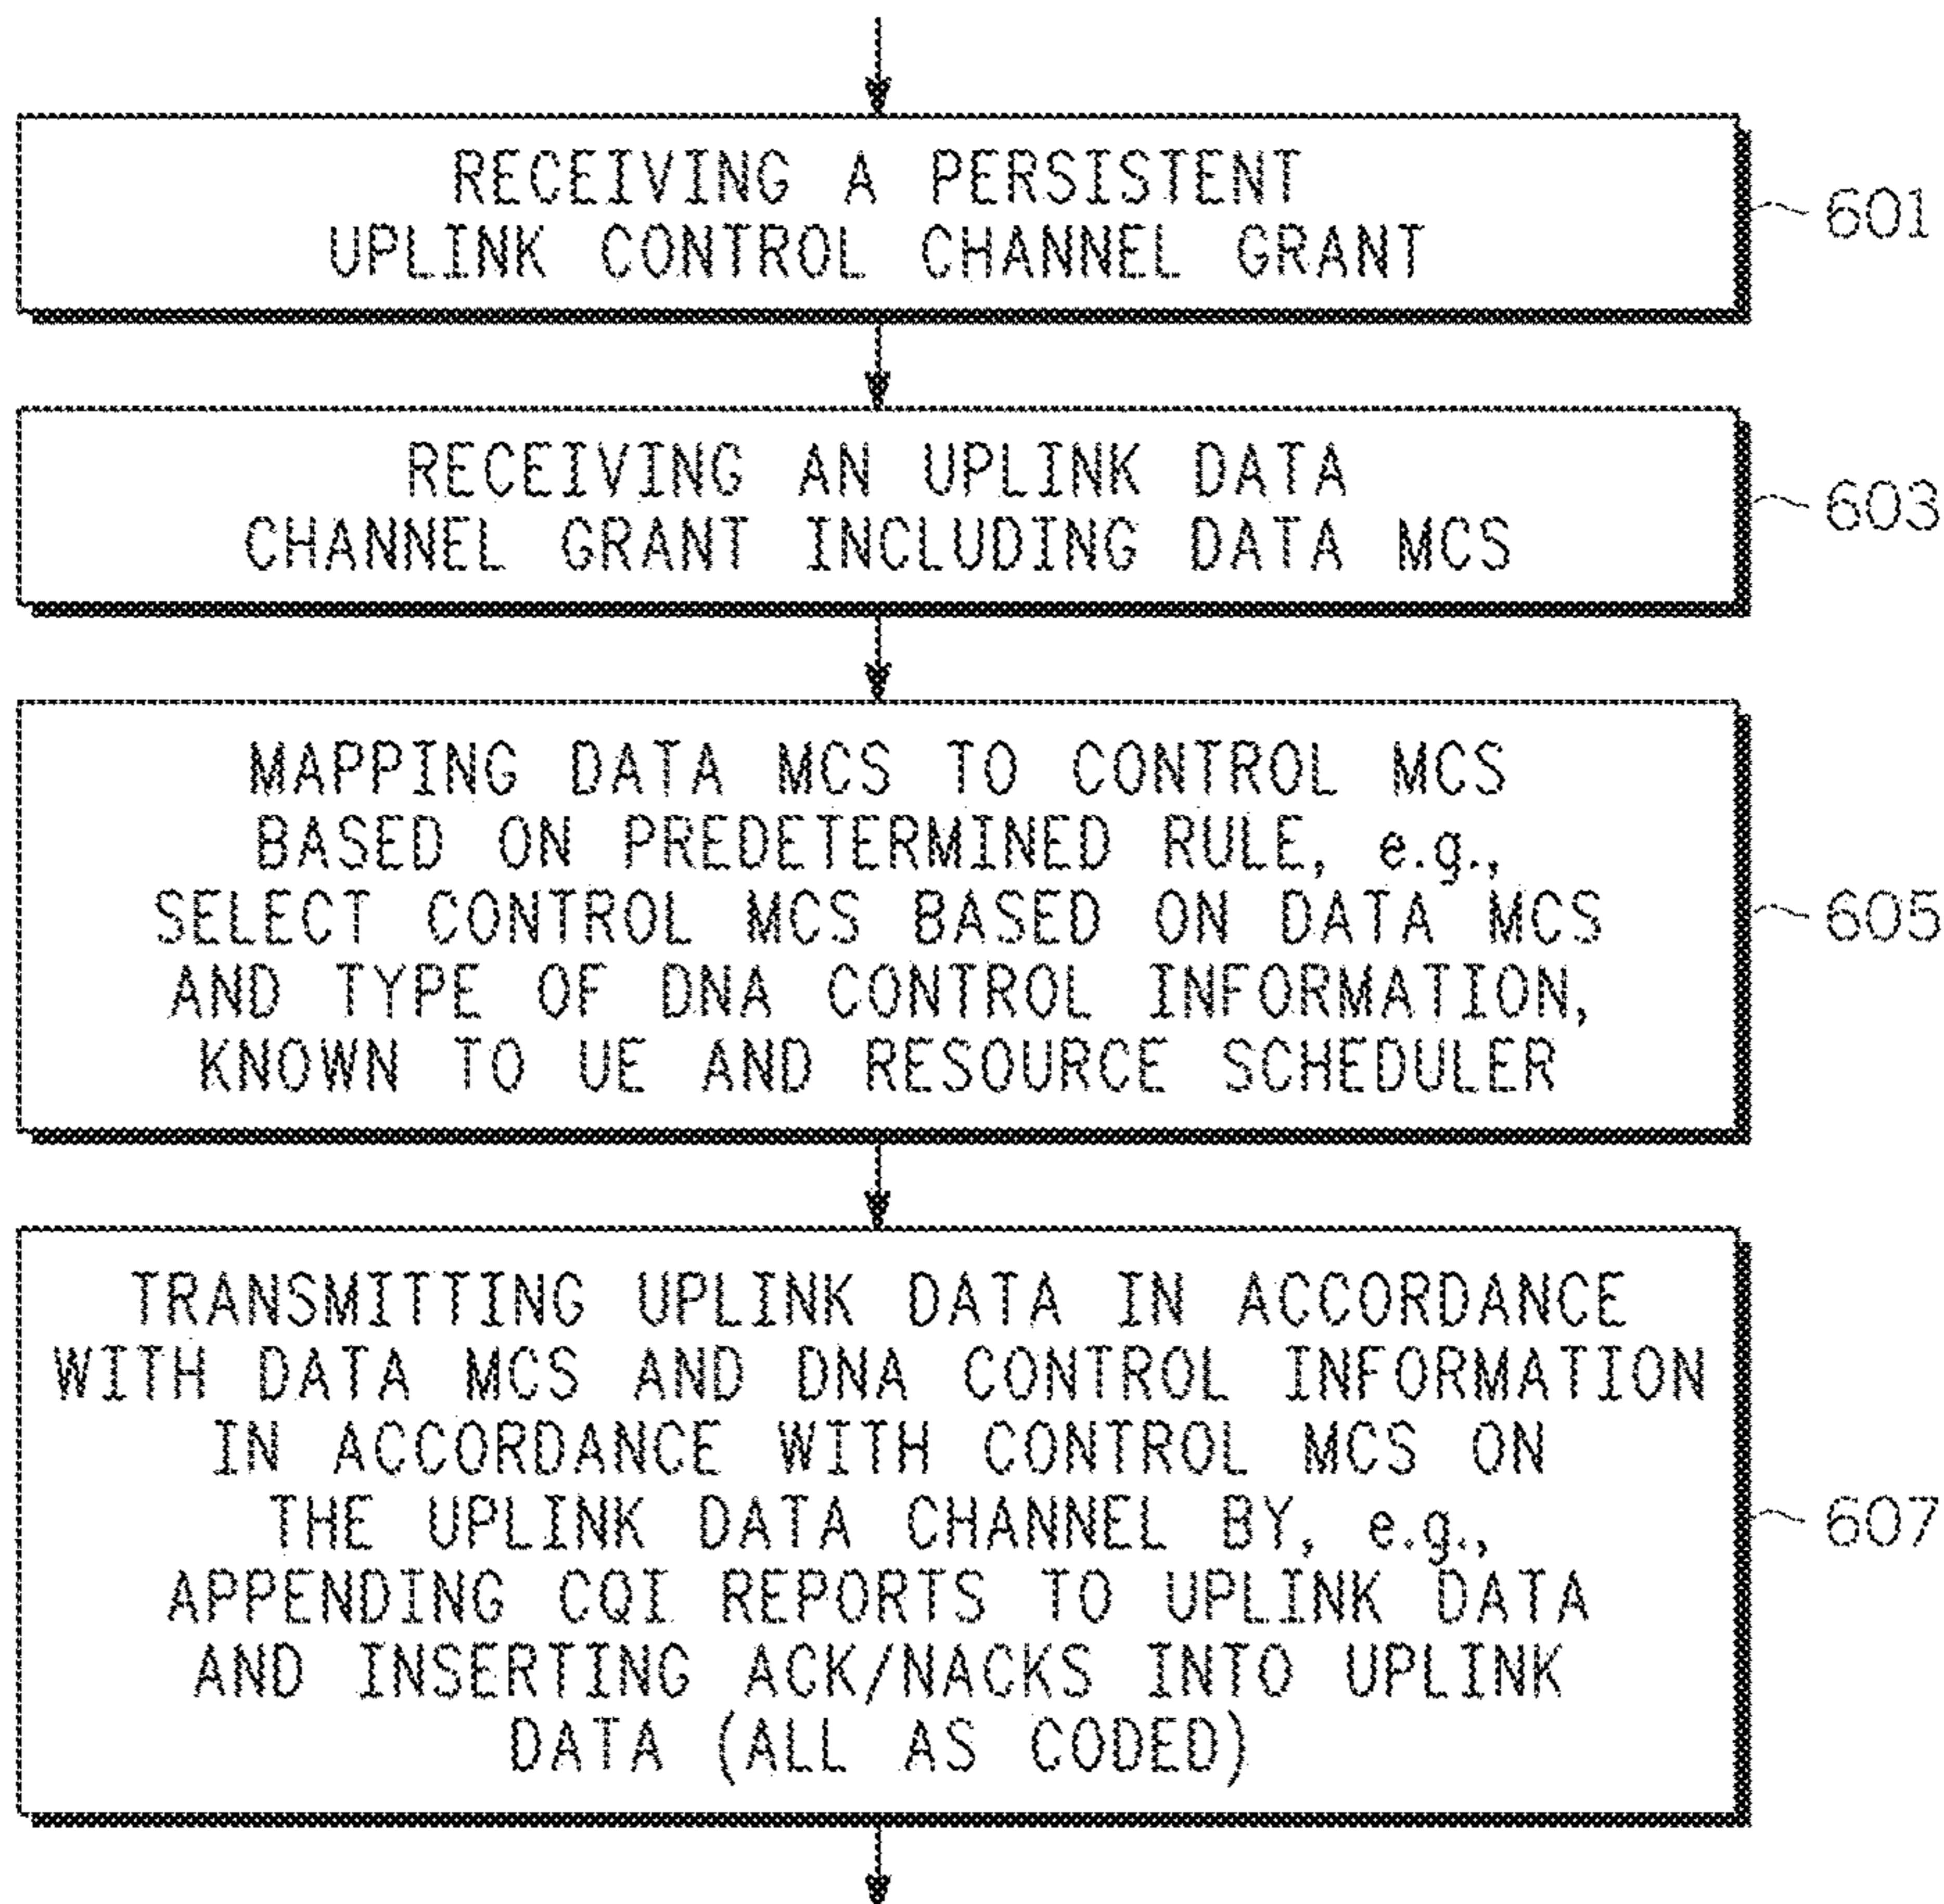 RECEIVING A PERSISTENT
UPLINK CONTROL CHANNEL GRANT
601
RECEIVING AN UPLINK DATA
CHANNEL GRANT INCLUDING DATA MCS
603
MAPPING DATA MCS TO CONTROL MCS
BASED ON PREDETERMINED RULE, e.g.,
SELECT CONTROL MCS BASED ON DATA MCS
AND TYPE OF DNA CONTROL INFORMATION,
KNOWN TO UE AND RESOURCE SCHEDULER
605
TRANSMITTING UPLINK DATA IN ACCORDANCE
WITH DATA MCS AND DNA CONTROL INFORMATION
IN ACCORDANCE WITH CONTROL MCS ON
THE UPLINK DATA CHANNEL BY, e.g.,
APPENDING CQI REPORTS TO UPLINK DATA
AND INSERTING ACK/NACKS INTO UPLINK
DATA (ALL AS CODED)
607